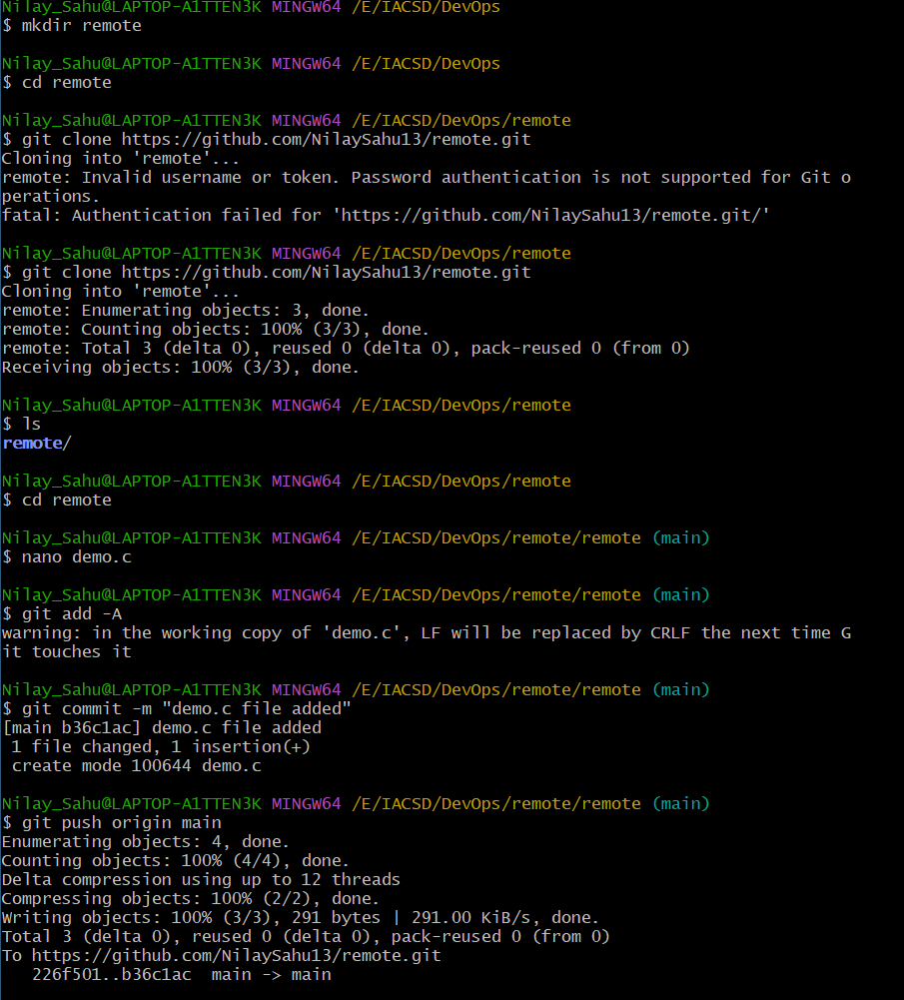 Nilay_Sahu@LAPTOP-A1TTEN3K MINGW64 /E/IACSD/DevOps
$ mkdir remote
Nilay_Sahu@LAPTOP-A1TTEN3K MINGW64 /E/IACSD/DevOps
$ cd remote
Nilay_Sahu@LAPTOP-A1TTEN3K MINGW64 /E/IACSD/DevOps/remote
$ git clone https://github.com/NilaySahu13/remote.git
Cloning into 'remote'...
remote: Invalid username or token. Password authentication is not supported for Git o
perations.
fatal: Authentication failed for 'https://github.com/NilaySahu13/remote.git/'
Nilay_Sahu@LAPTOP-A1TTEN3K MINGW64 /E/IACSD/DevOps/remote
$ git clone https://github.com/NilaySahu13/remote.git
Cloning into 'remote'...
remote: Enumerating objects: 3, done.
remote: Counting objects: 100% (3/3), done.
remote: Total 3 (delta 0), reused 0 (delta 0), pack-reused 0 (from 0)
Receiving objects: 100% (3/3), done.
Nilay_Sahu@LAPTOP-A1TTEN3K MINGW64 /E/IACSD/DevOps/remote
$ ls
remote/
Nilay_Sahu@LAPTOP-A1TTEN3K MINGW64 /E/IACSD/DevOps/remote
$ cd remote
Nilay_Sahu@LAPTOP-A1TTEN3K MINGW64 /E/IACSD/DevOps/remote/remote (main)
$ nano demo.c
Nilay_Sahu@LAPTOP-A1TTEN3K MINGW64 /E/IACSD/DevOps/remote/remote (main)
$ git add -A
warning: in the working copy of 'demo.c', LF will be replaced by CRLF the next time G
it touches it
Nilay_Sahu@LAPTOP-A1TTEN3K MINGW64 /E/IACSD/DevOps/remote/remote (main)
$ git commit -m "demo.c file added"
[main b36c1ac] demo.c file added
1 file changed, 1 insertion(+)
create mode 100644 demo.c
Nilay_Sahu@LAPTOP-A1TTEN3K MINGW64 /E/IACSD/DevOps/remote/remote (main)
$ git push origin main
Enumerating objects: 4, done.
Counting objects: 100% (4/4), done.
Delta compression using up to 12 threads
Compressing objects: 100% (2/2), done.
Writing objects: 100% (3/3), 291 bytes | 291.00 KiB/s, done.
Total 3 (delta 0), reused 0 (delta 0), pack-reused 0 (from 0)
To https://github.com/NilaySahu13/remote.git
226f501..b36c1ac  main -> main